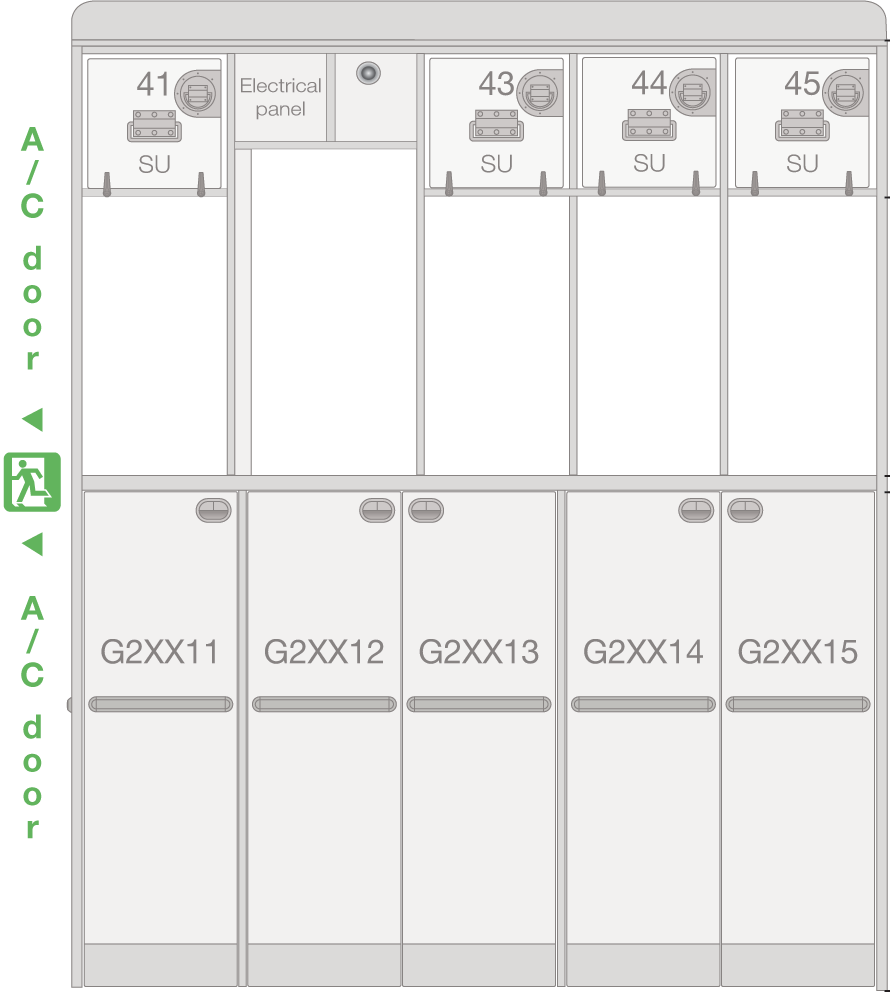 A/C door
A/C door
41
SU
Electrical
panel
43
SU
44
SU
45
SU
G2XX11
G2XX12
G2XX13
G2XX14
G2XX15